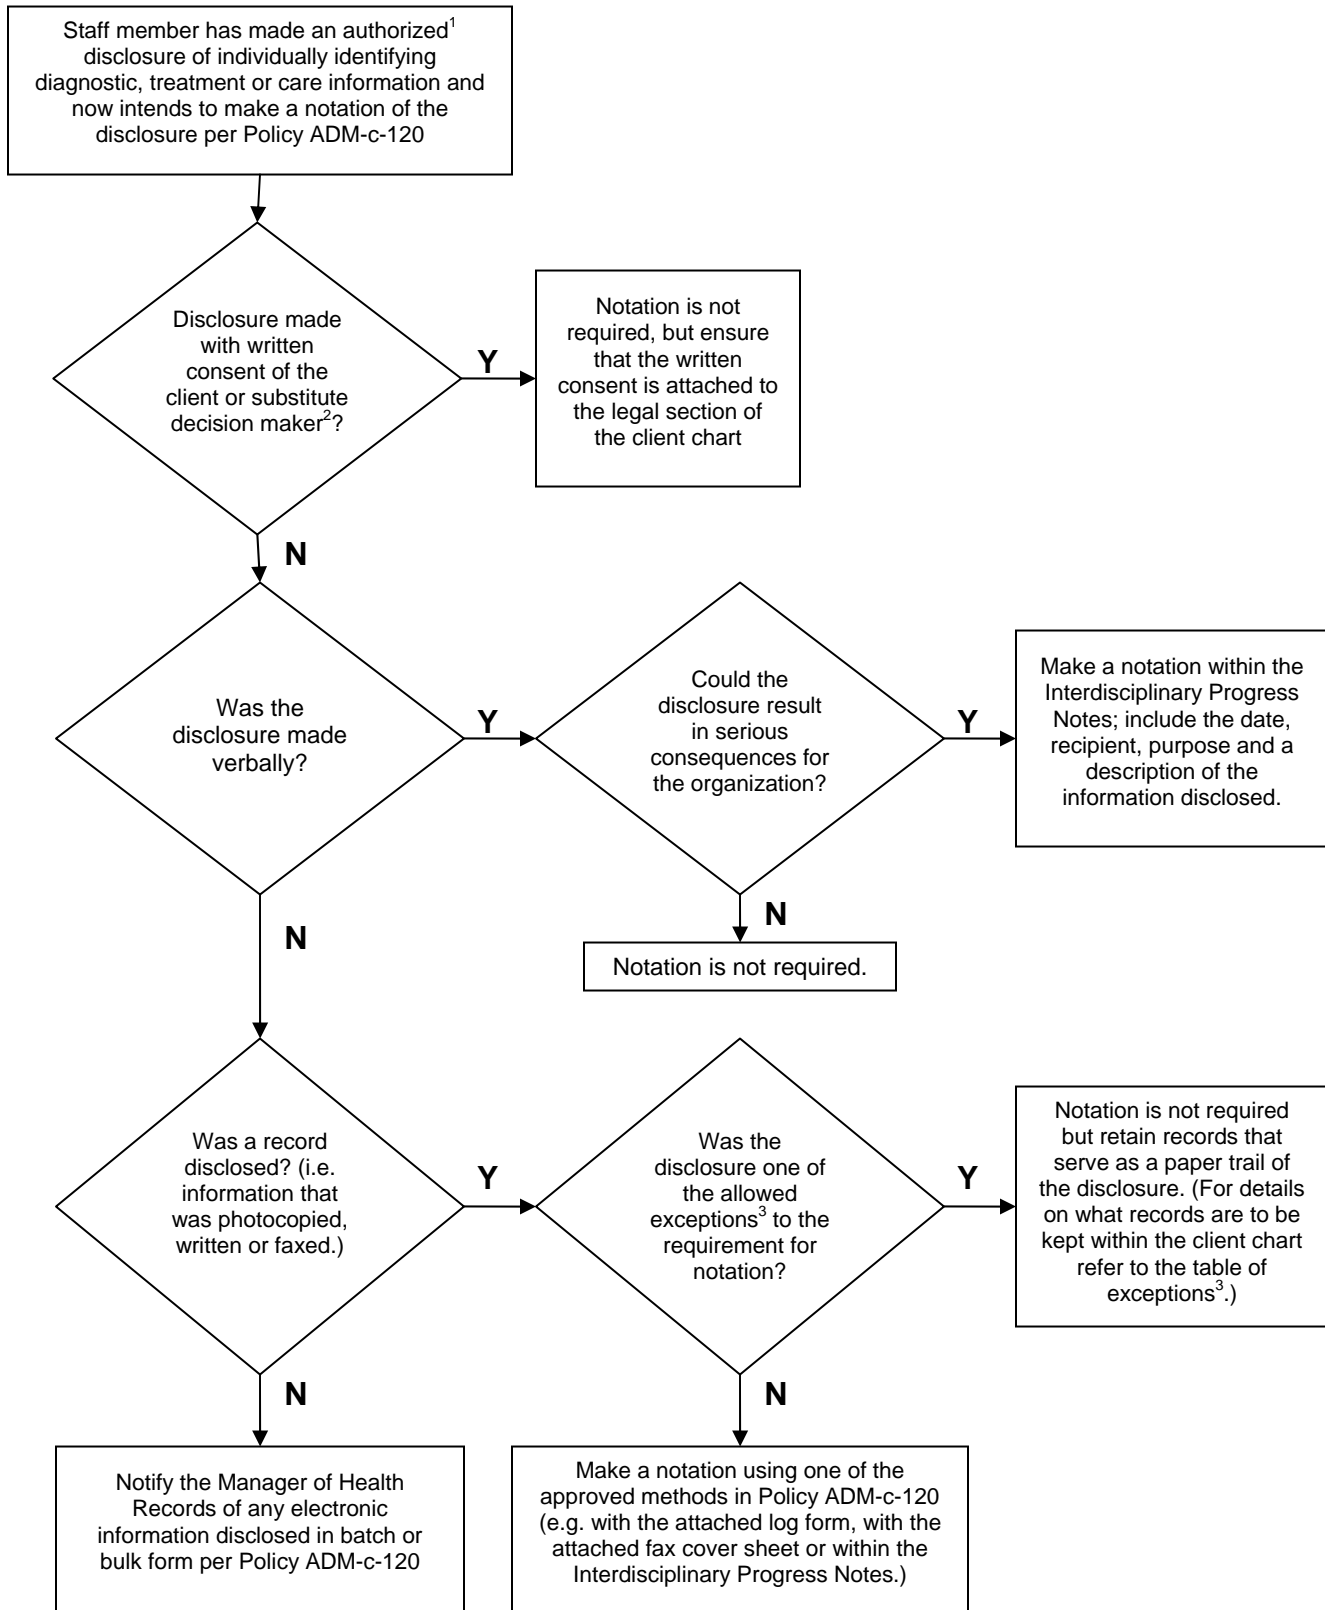 Staff member has made an authorized¹
disclosure of individually identifying
diagnostic, treatment or care information and
now intends to make a notation of the
disclosure per Policy ADM-c-120
Disclosure made
with written
consent of the
client or substitute
decision maker²?
Y
Notation is not
required, but ensure
that the written
consent is attached to
the legal section of
the client chart
N
Was the
disclosure made
verbally?
Y
Could the
disclosure result
in serious
consequences for
the organization?
Y
Make a notation within the
Interdisciplinary Progress
Notes; include the date,
recipient, purpose and a
description of the
information disclosed.
N
Notation is not required.
N
Was a record
disclosed? (i.e.
information that
was photocopied,
written or faxed.)
Y
Was the
disclosure one of
the allowed
exceptions³ to the
requirement for
notation?
Y
Notation is not required
but retain records that
serve as a paper trail of
the disclosure. (For details
on what records are to be
kept within the client chart
refer to the table of
exceptions³.)
N
Notify the Manager of Health
Records of any electronic
information disclosed in batch or
bulk form per Policy ADM-c-120
N
Make a notation using one of the
approved methods in Policy ADM-c-120
(e.g. with the attached log form, with the
attached fax cover sheet or within the
Interdisciplinary Progress Notes.)